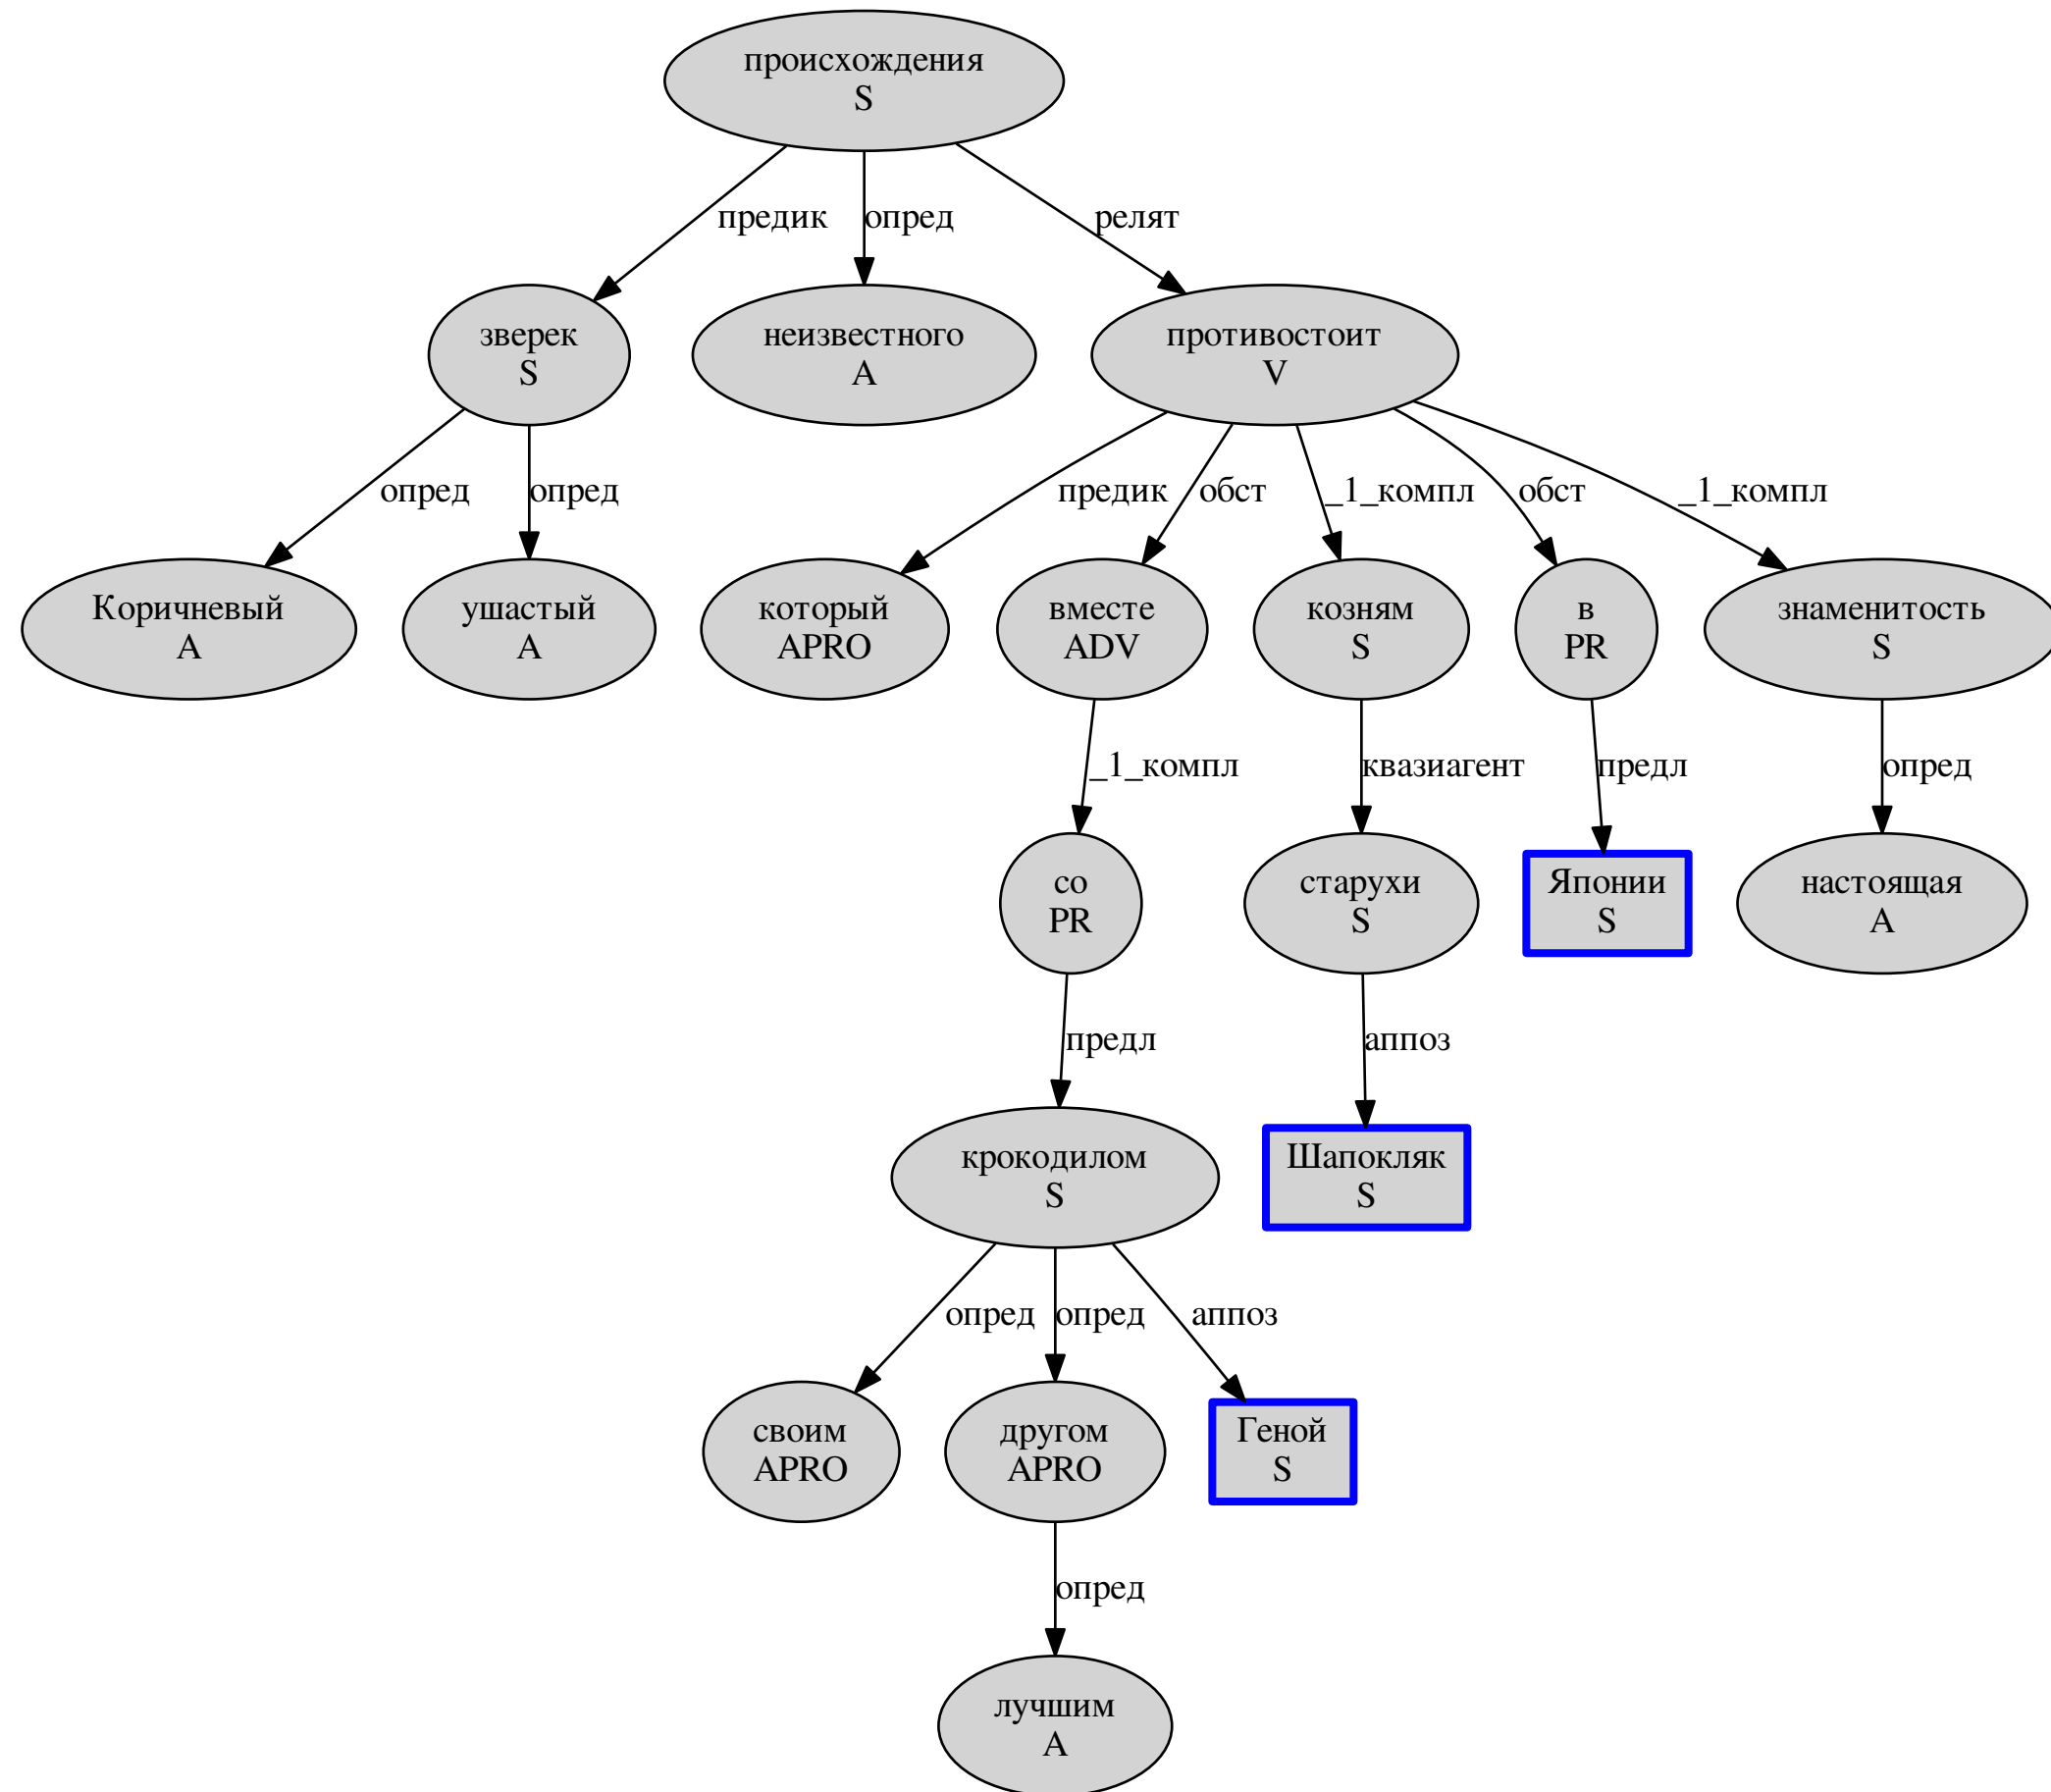 происхождения
S
предик
опред
релят
зверек
S
неизвестного
A
противостоит
V
опред
опред
предик
обст
_1_компл
обст
_1_компл
Коричневый
A
ушастый
A
который
APRO
вместе
ADV
козням
S
в
PR
знаменитость
S
_1_компл
квазиагент
предл
опред
со
PR
старухи
S
Японии
S
настоящая
A
предл
аппоз
крокодилом
S
Шапокляк
S
опред
опред
аппоз
своим
APRO
другом
APRO
Геной
S
опред
лучшим
A